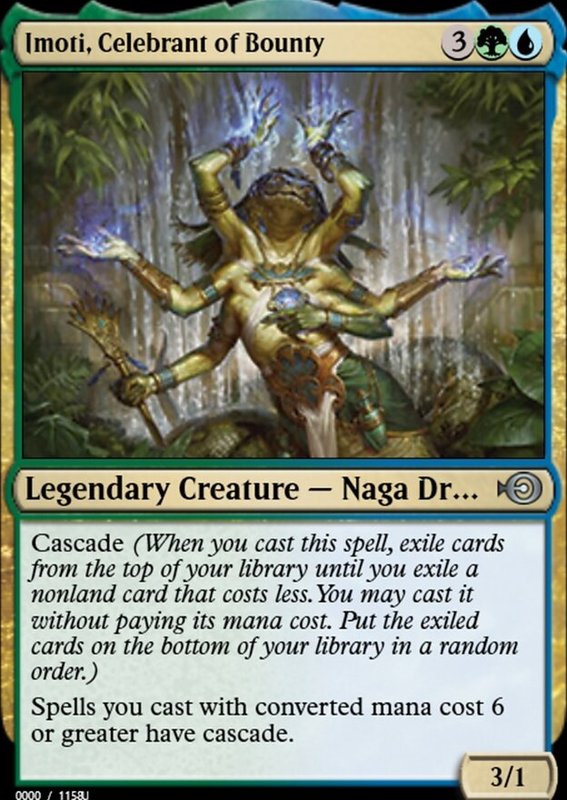 Imoti, Celebrant of Bounty 3
Legendary Creature — Naga Dr...
Cascade (When you cast this spell, exile cards
from the top of your library until you exile a
nonland card that costs less. You may cast it
without paying its mana cost. Put the exiled
cards on the bottom of your library in a random
order.)
Spells you cast with converted mana cost 6
or greater have cascade.
3/1
0000 / 1158U